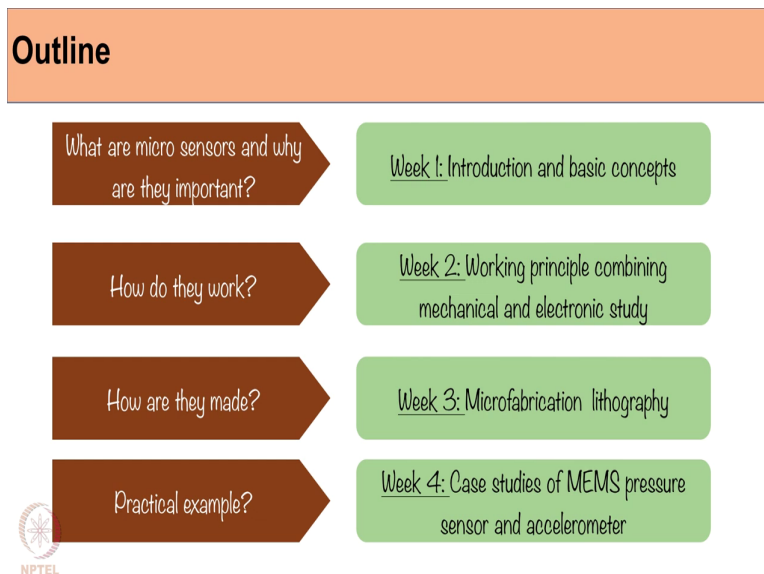 Outline
What are micro sensors and why
are they important?
Week 1: Introduction and basic concepts
How do they work?
Week 2: Working principle combining
mechanical and electronic study
How are they made?
Week 3: Microfabrication lithography
Practical example?
Week 4: Case studies of MEMS pressure
sensor and accelerometer
NPTEL